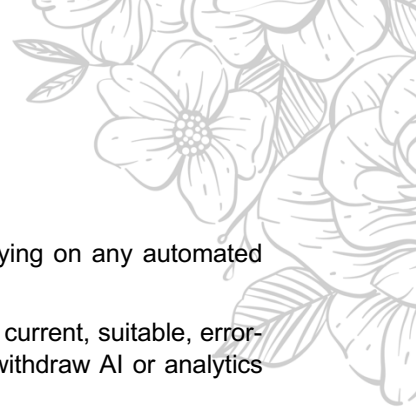 ying on any automated
current, suitable, error-
withdraw AI or analytics